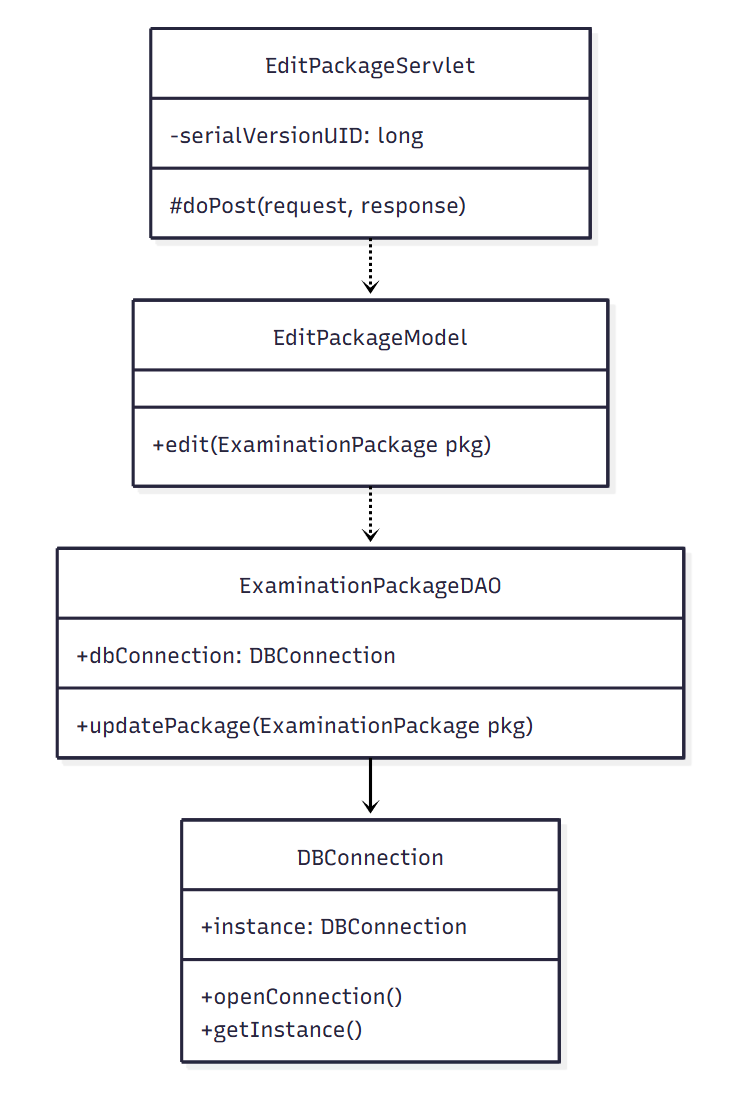 EditPackageServlet
-serialVersionUID: long
#doPost(request, response)
EditPackageModel
+edit(ExaminationPackage pkg)
ExaminationPackageDAO
+dbConnection: DBConnection
+updatePackage(ExaminationPackage pkg)
DBConnection
+instance: DBConnection
+openConnection()
+getInstance()